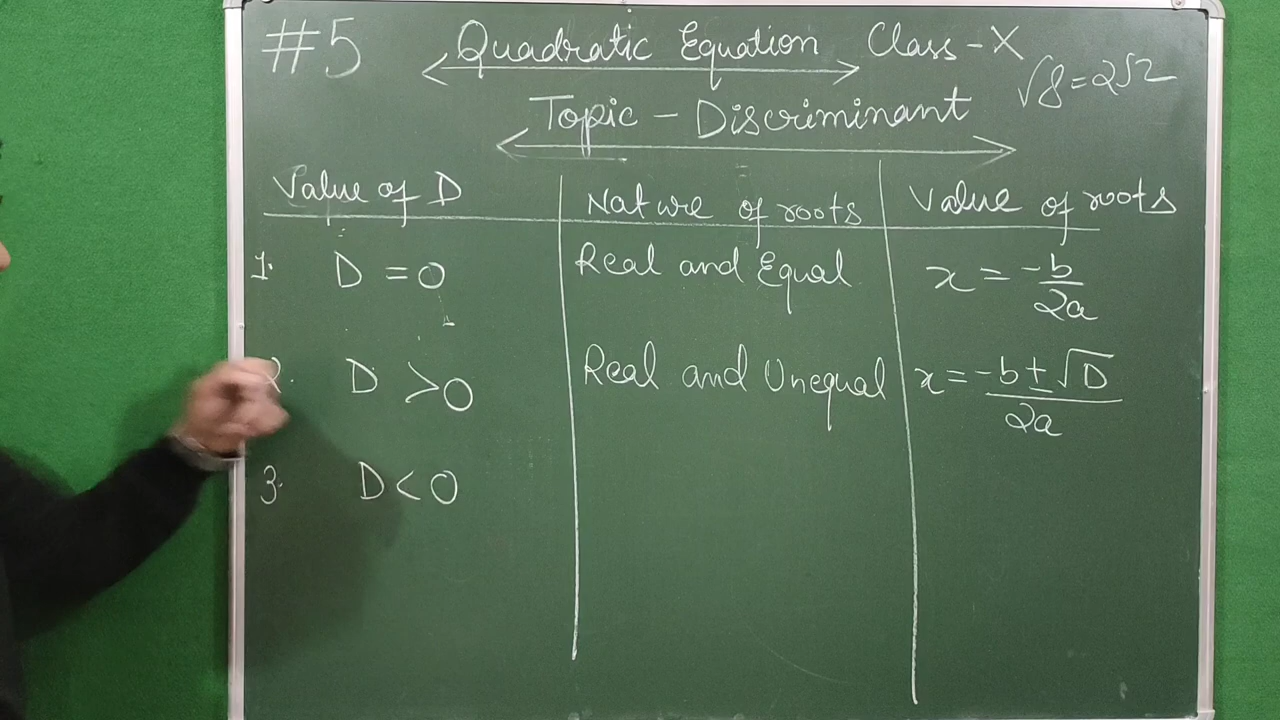 #5 Quadratic Equation Class-X
√8=2√2
Topic - Discriminant
Value of D Nature of roots Value of roots
1. D = 0 Real and Equal x = -b/2a
2. D >0 Real and Unequal x= -b±√D/2a
3. D<0